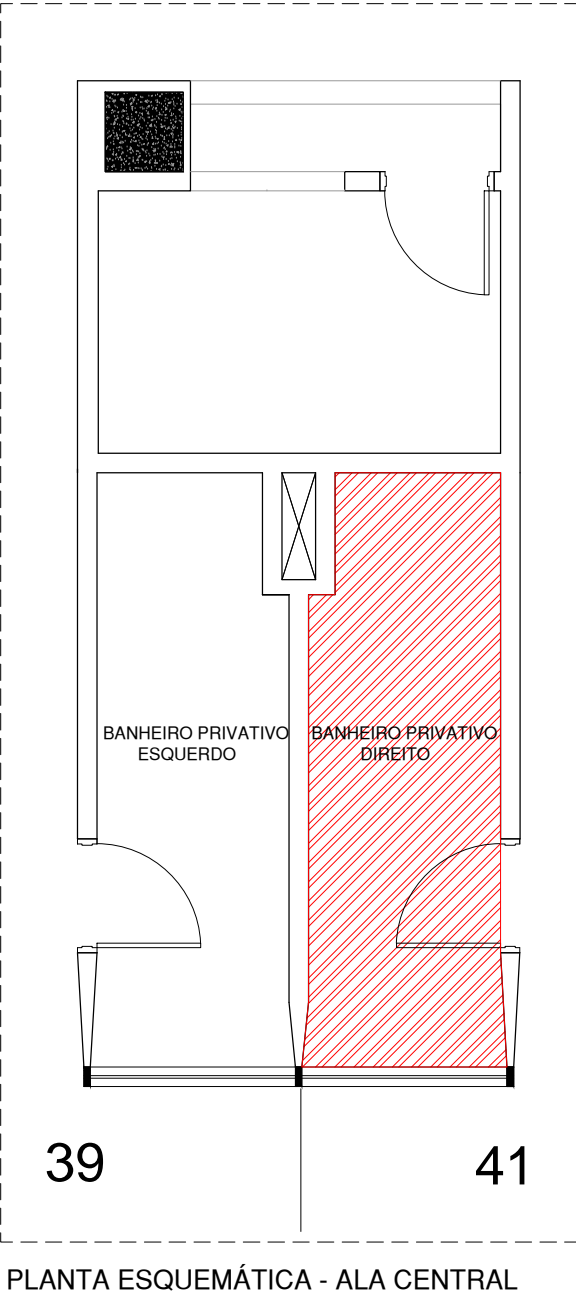 BANHEIRO PRIVATIVO
ESQUERDO
BANHEIRO PRIVATIVO
DIREITO
39
41
PLANTA ESQUEMÁTICA - ALA CENTRAL